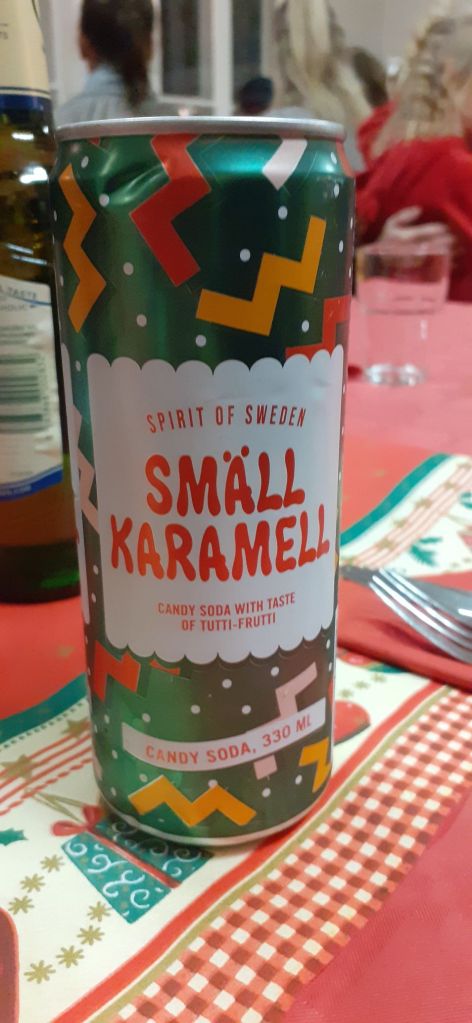 SPIRIT OF SWEDEN
SMÄLL
KARAMELL
CANDY SODA WITH TASTE
OF TUTTI-FRUTTI
CANDY SODA, 330 ML